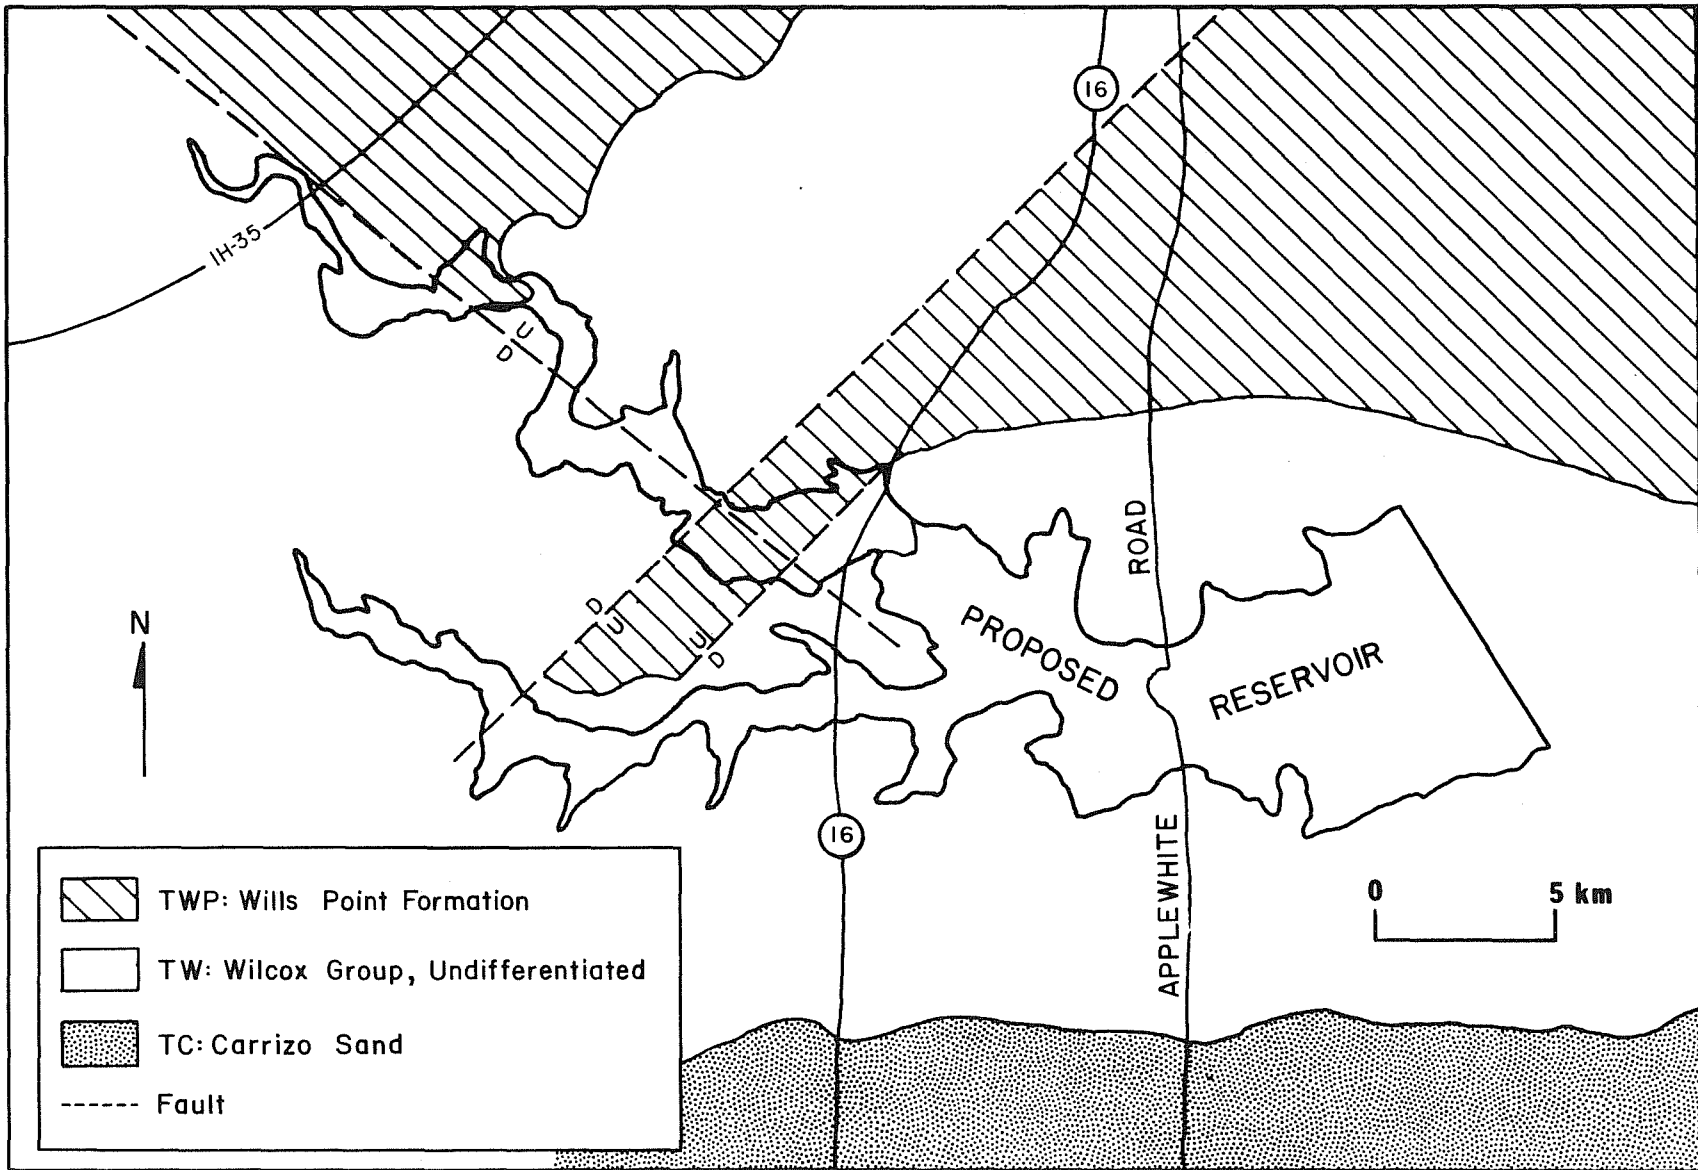 16
IH-35
U
D
ROAD
D
U
U
D
N
PROPOSED
RESERVOIR
16
APPLEWHITE
0 5 km
TWP: Wills Point Formation
TW: Wilcox Group, Undifferentiated
TC: Carrizo Sand
Fault